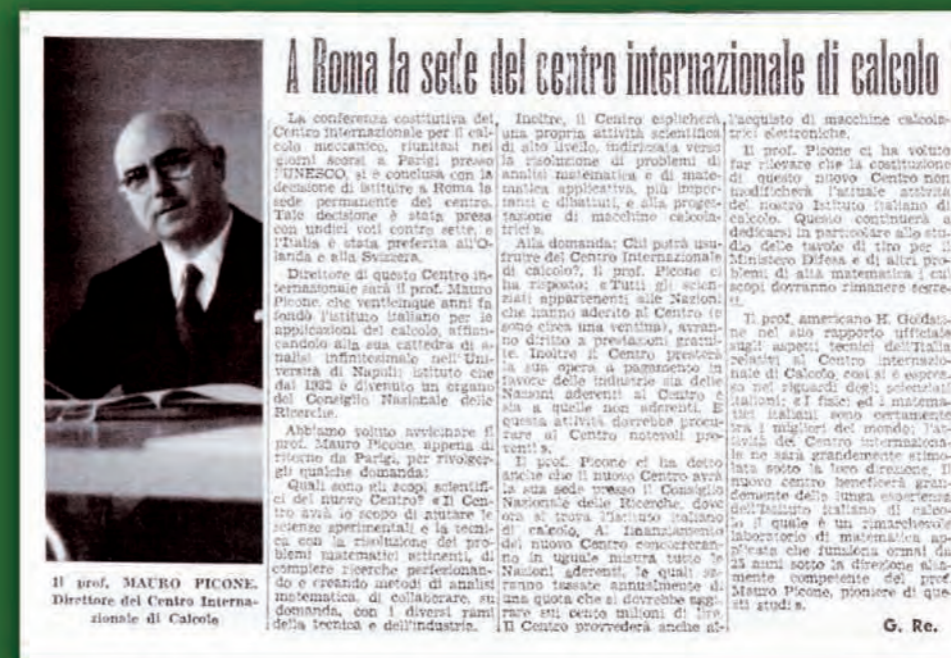 A Roma la sede del centro internazionale di calcolo
La conferenza costitutiva del
Centro internazionale per il cal-
colo meccanico, riunitasi nei
giorni scorsi a Parigi presso
l'UNESCO, si è conclusa con la
decisione di istituire a Roma la
sede permanente del centro.
Tale decisione è stata presa
con undici voti contro sette, e
l'Italia è stata preferita all'O-
landa e alla Svizzera.
Direttore di questo Centro in-
ternazionale sarà il prof. Mauro
Picone, che venticinque anni fa
fondò l'istituto italiano per le
applicazioni del calcolo, affian-
candolo alla sua cattedra di a-
nalisi infinitesimale nell'Uni-
versità di Napoli; istituto che
dal 1932 è divenuto un organo
del Consiglio Nazionale delle
Ricerche.
Abbiamo voluto avvicinare il
prof. Mauro Picone, appena di
ritorno da Parigi, per rivolger-
gli qualche domanda:
Quali sono gli scopi scientifi-
ci del nuovo Centro? «Il Cen-
tro avrà lo scopo di aiutare le
scienze sperimentali e la tecni-
ca con la risoluzione dei pro-
blemi matematici attinenti, di
compiere ricerche perfezionan-
do e creando metodi di analisi
matematica, di collaborare, su
domanda, con i diversi rami
della tecnica e dell'industria.
Inoltre, il Centro esplicherà
una propria attività scientifica
di alto livello, indirizzata verso
la risoluzione di problemi di
analisi matematica e di mate-
matica applicativa, più impor-
tanti e dibattuti, e alla proget-
tazione di macchine calcola-
trici».
Alla domanda: Chi potrà usu-
fruire del Centro Internazionale
di calcolo?, il prof. Picone ci
ha risposto: «Tutti gli scien-
ziati appartenenti alle Nazioni
che hanno aderito al Centro (e
sono circa una ventina), avran-
no diritto a prestazioni gratui-
te. Inoltre il Centro presterà
la sua opera a pagamento in
favore delle industrie sia delle
Nazioni aderenti al Centro e
sia a quelle non aderenti. E
questa attività dovrebbe procu-
rare al Centro notevoli pro-
venti».
Il prof. Picone ci ha detto
anche che il nuovo Centro avrà
la sua sede presso il Consiglio
Nazionale delle Ricerche, dove
ora si trova l'Istituto italiano
di calcolo. Al finanziamento
del nuovo Centro concorreran-
no in uguale misura tutte le
Nazioni aderenti, le quali sa-
ranno tassate annualmente di
una quota che si dovrebbe aggi-
rare sui cento milioni di lire.
Il Centro provvederà anche al-
l'acquisto di macchine calcola-
trici elettroniche.
Il prof. Picone ci ha voluto
far rilevare che la costituzione
di questo nuovo Centro non
modificherà l'attuale attività
del nostro Istituto italiano di
calcolo. Questo continuerà a
dedicarsi in particolare allo stu-
dio delle tavole di tiro per
Ministero Difesa e di altri pro-
blemi di alta matematica i cui
scopi dovranno rimanere segre-
ti.
Il prof. americano H. Goldsti-
ne nel suo rapporto ufficiale
sugli aspetti tecnici dell'Italia
relativi al Centro internazio-
nale di Calcolo, così si è espres-
so nei riguardi degli scienziati
italiani: «I fisici ed i matema-
tici italiani sono certamente
tra i migliori del mondo; l'at-
tività del Centro internaziona-
le ne sarà grandemente stimo-
lata sotto la loro direzione. Il
nuovo centro beneficerà gran-
demente della lunga esperienza
dell'Istituto italiano di calco-
lo il quale è un rimarchevole
laboratorio di matematica ap-
plicata che funziona ormai da
25 anni sotto la direzione alta-
mente competente del prof.
Mauro Picone, pioniere di que-
sti studi».
G. Re.
Il prof. MAURO PICONE,
Direttore del Centro Interna-
zionale di Calcolo